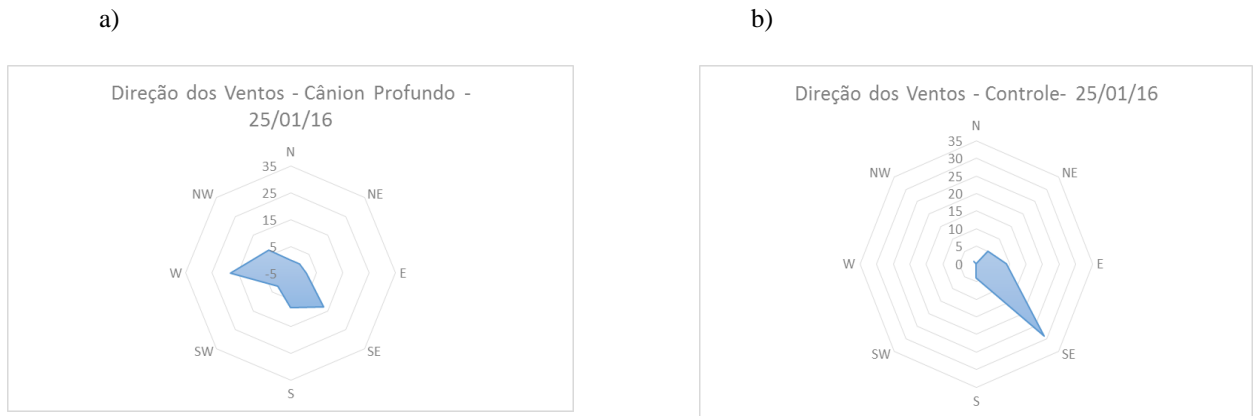 a)
b)
Direção dos Ventos - Cânion Profundo -
25/01/16
N
35
NW
NE
25
15
5
W
-5
E
SW
SE
S
Direção dos Ventos - Controle- 25/01/16
N
35
NW
30
NE
25
20
15
10
5
W
0
E
SW
SE
S